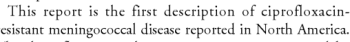 This report is the first description of ciprofloxacin-
esistant meningococcal disease reported in North America.